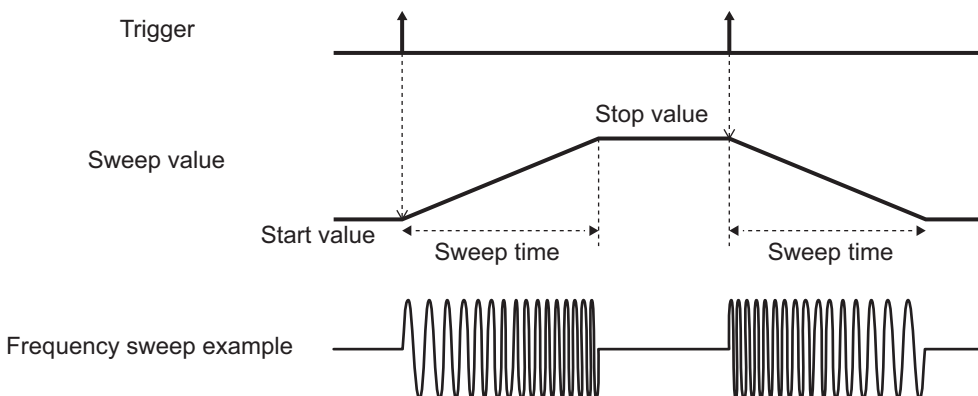 Trigger
Stop value
Sweep value
Start value
Sweep time
Sweep time
Frequency sweep example